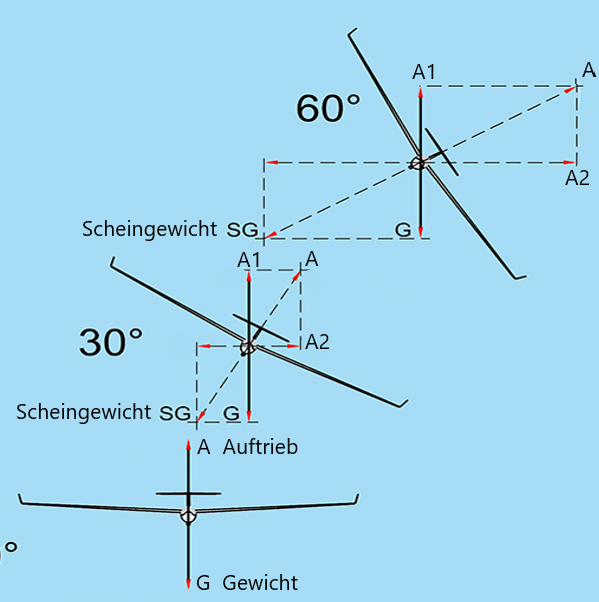 A1
A
60°
A2
Scheingewicht SG
G
A1
A
30°
A2
Scheingewicht SG
G
A Auftrieb
°
G Gewicht